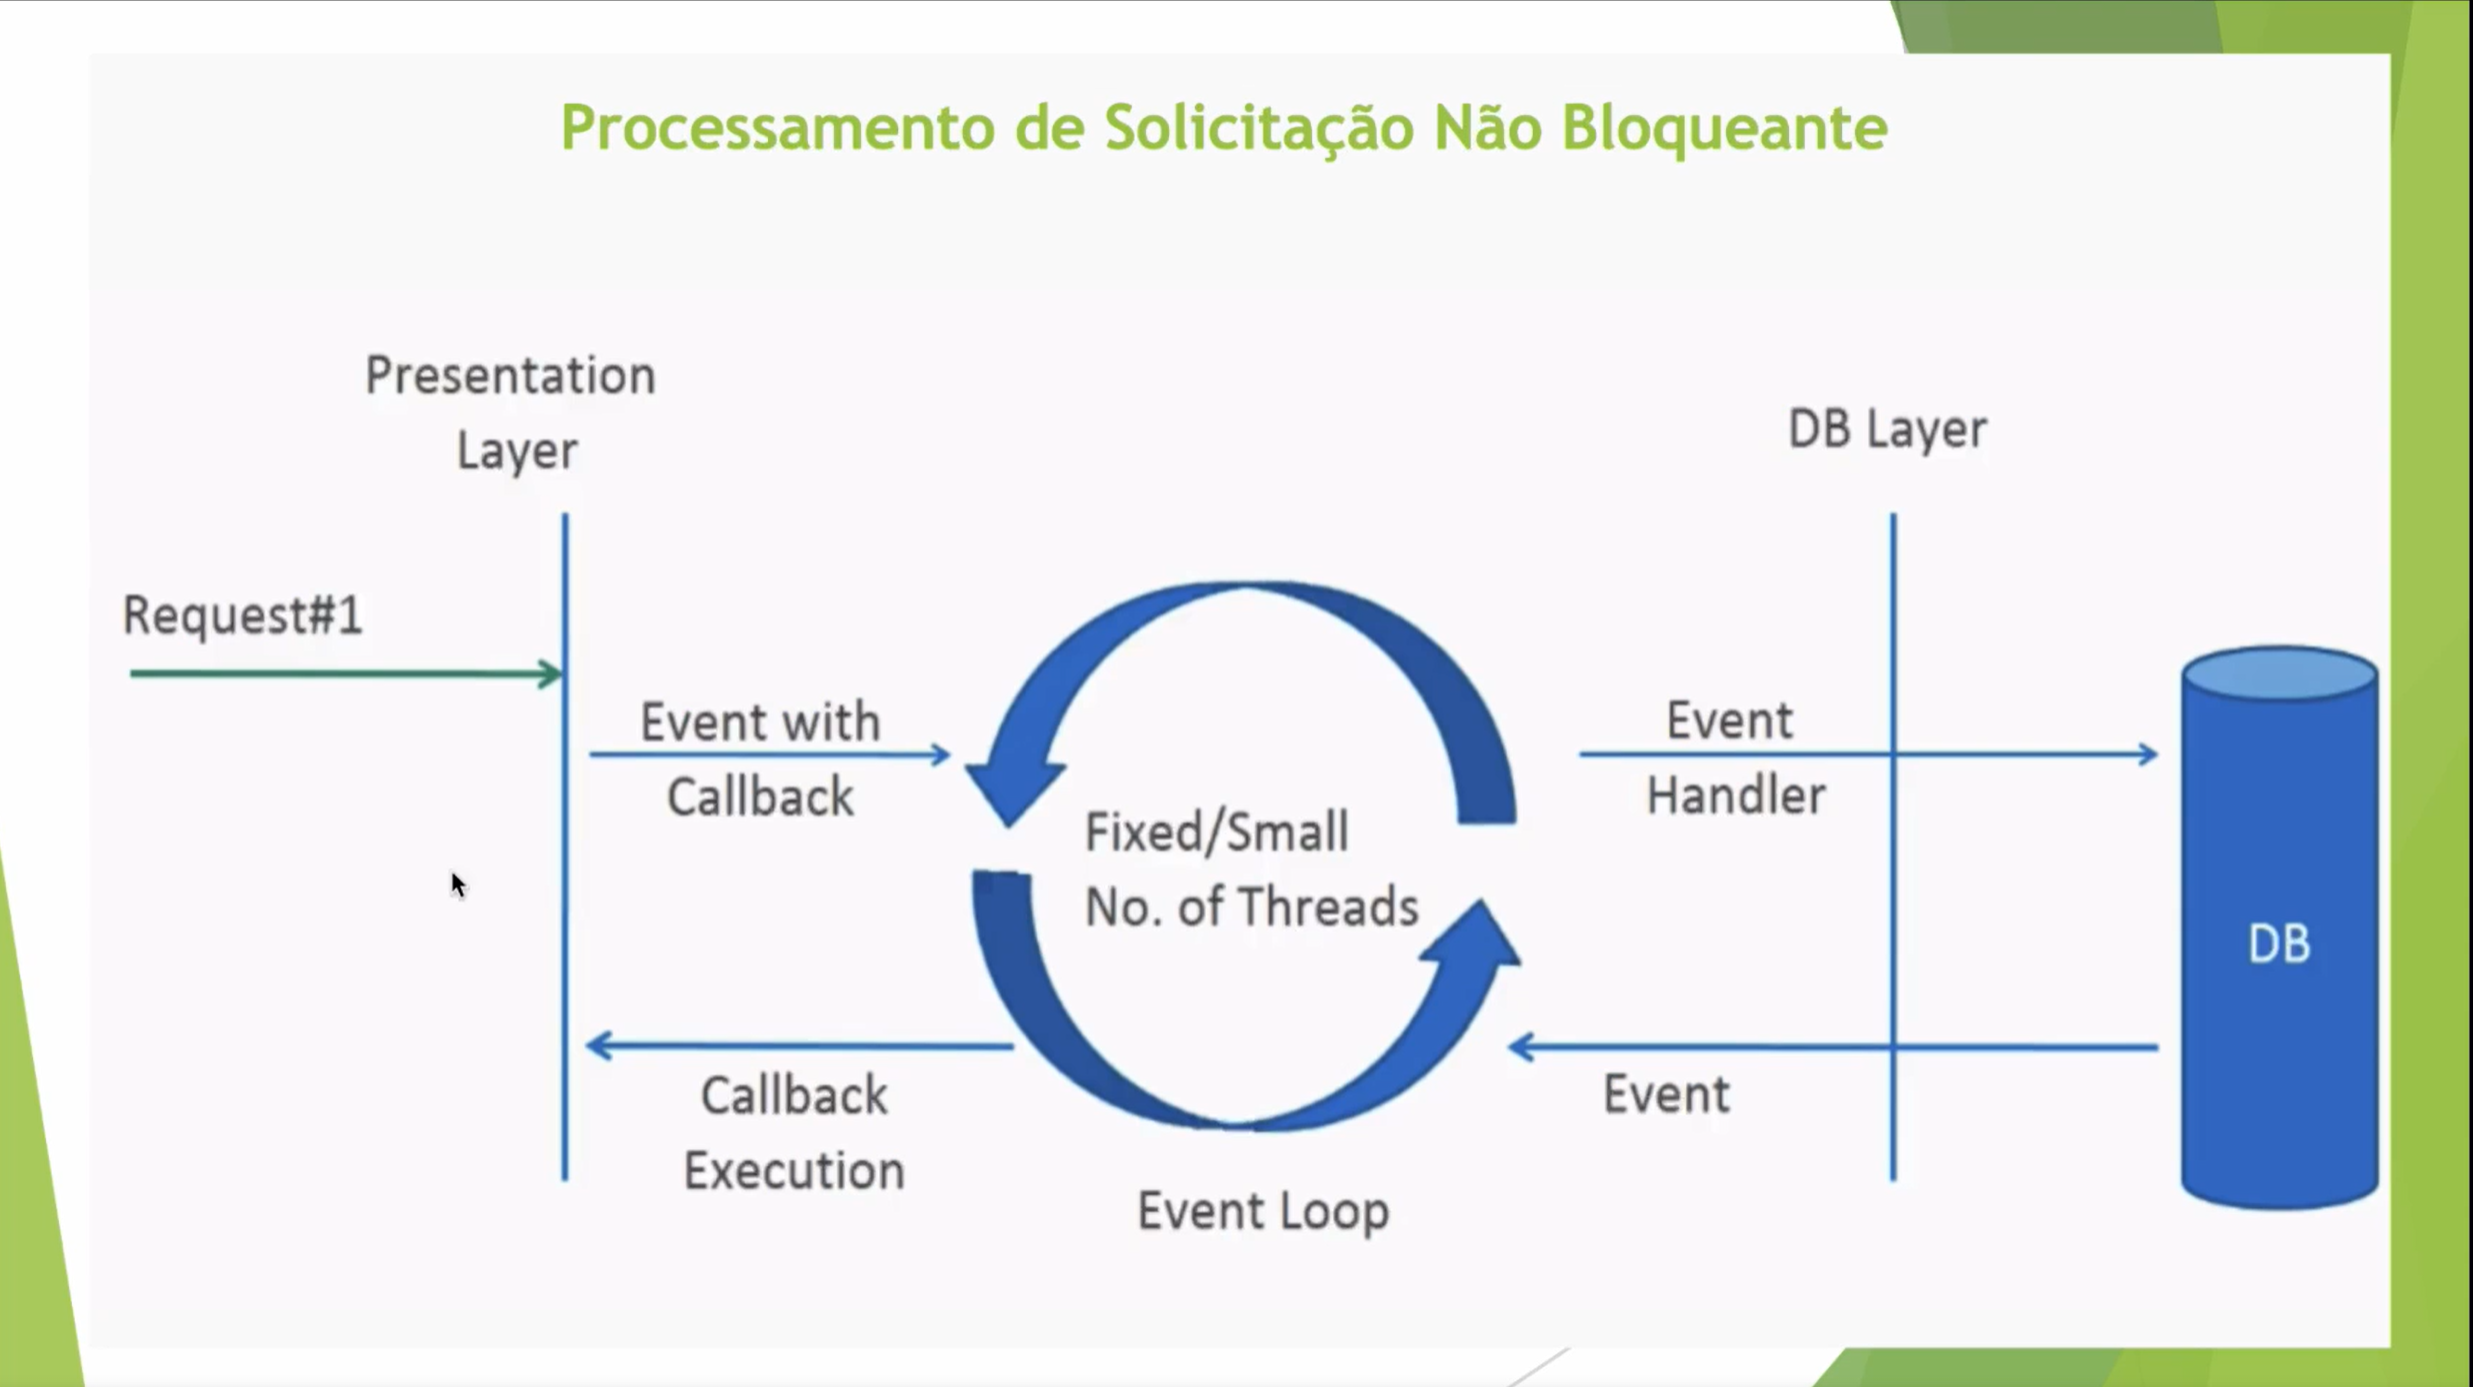 Processamento de Solicitação Não Bloqueante
Presentation
Layer
DB Layer
Request#1
Event with
Callback
Event
Handler
Fixed/Small
No. of Threads
DB
Callback
Execution
Event
Event Loop